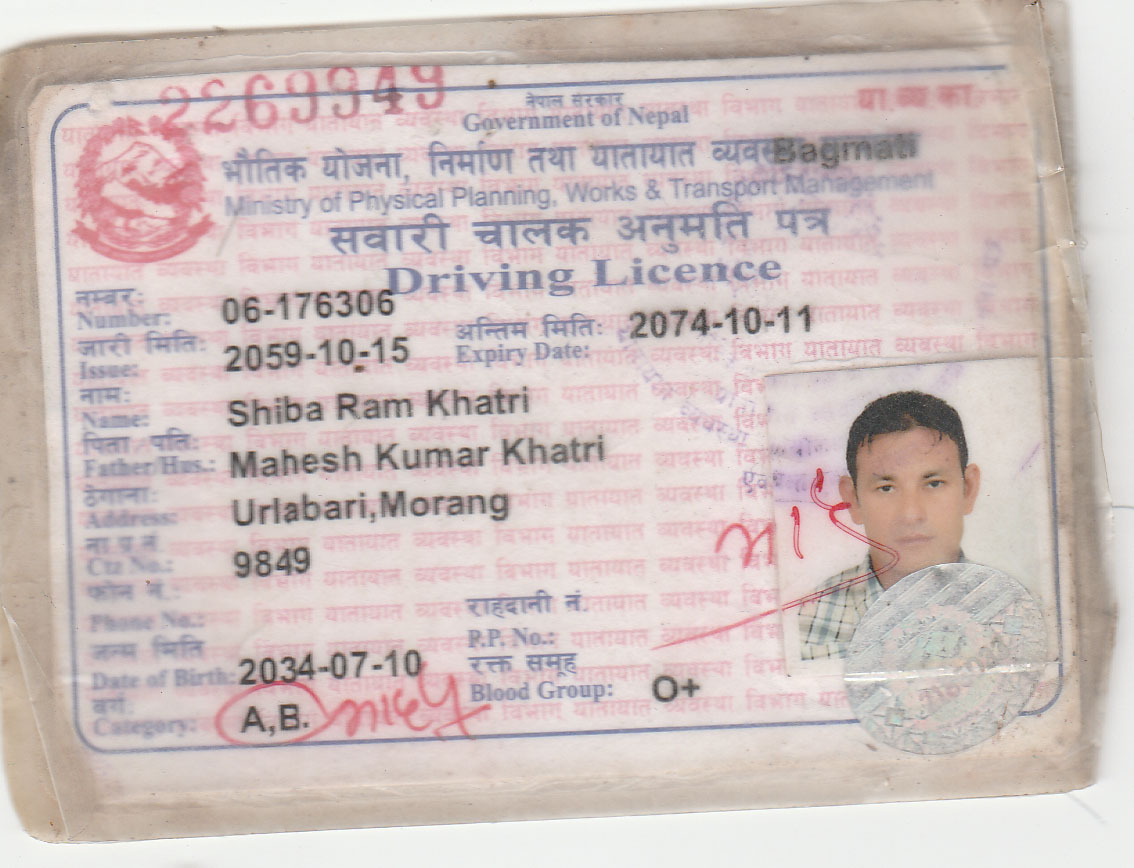 2269949
नेपाल सरकार
Government of Nepal
या.व्य.का
भौतिक योजना, निर्माण तथा यातायात
Bagmati
Ministry of Physical Planning, Works & Transport Management
सवारी चालक अनुमति पत्र
Driving Licence
नम्बर:
Number: 06-176306
अन्तिम मिति: 2074-10-11
Expiry Date:
जारी मिति: 2059-10-15
Issue:
नाम:
Name: Shiba Ram Khatri
पिता पति:
Father/Hus.: Mahesh Kumar Khatri
ठेगाना:
Address: Urlabari,Morang
ना.प्र.नं.
Ctz No.: 9849
फोन नं.:
Phone No.:
राहदानी नं.
P.P. No.:
जन्म मिति
Date of Birth: 2034-07-10
रक्त समूह
Blood Group: O+
वर्ग:
Category: A,B.
यातायात व्यवस्था विभाग